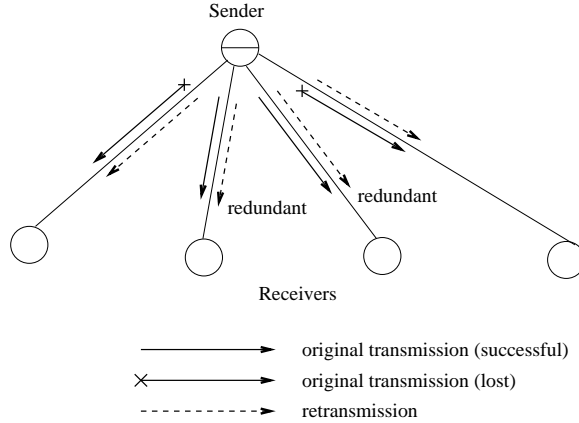 Sender
redundant
redundant
Receivers
original transmission (successful)
original transmission (lost)
retransmission